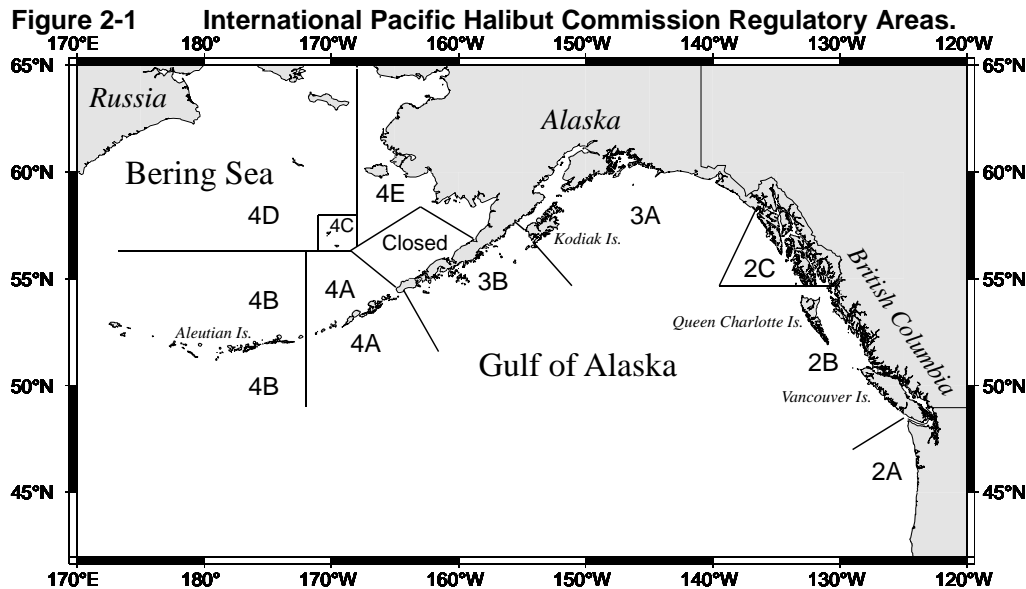 Figure 2-1 International Pacific Halibut Commission Regulatory Areas.
170°E 180° 170°W 160°W 150°W 140°W 130°W 120°W
65°N 65°N
Russia
Alaska
60°N 60°N
Bering Sea
4E
4D
4C
3A
Closed
Kodiak Is.
2C
British Columbia
55°N 55°N
4B
4A
3B
Aleutian Is.
4A
Queen Charlotte Is.
Gulf of Alaska
2B
50°N 50°N
4B
Vancouver Is.
2A
45°N 45°N
170°E 180° 170°W 160°W 150°W 140°W 130°W 120°W